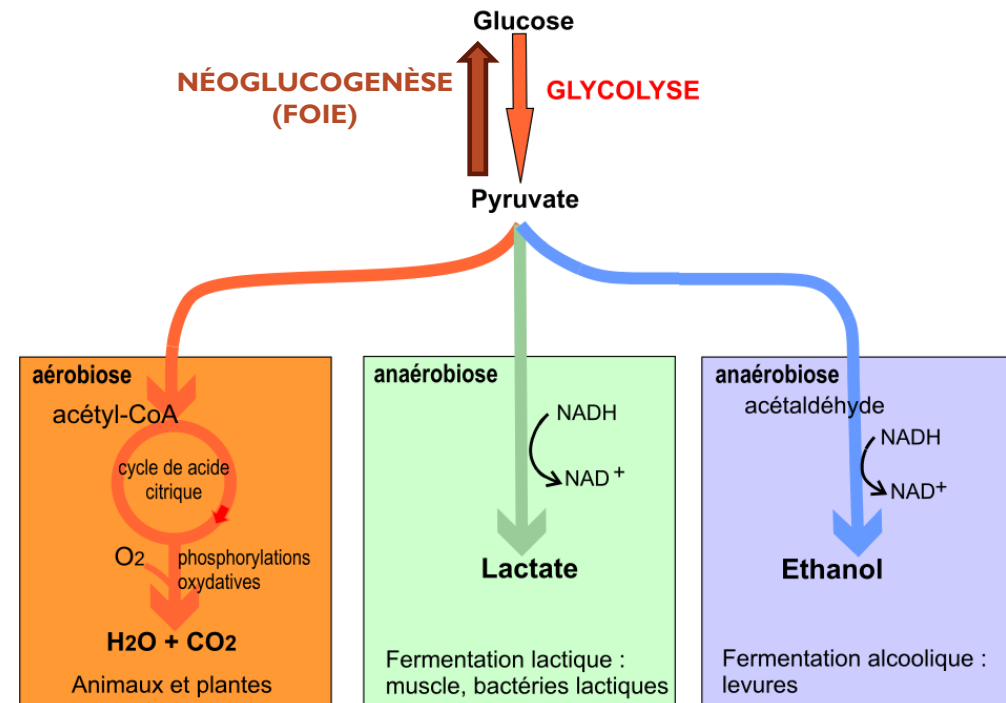 Glucose
NÉOGLUCOGENÈSE
(FOIE)
GLYCOLYSE
Pyruvate
aérobiose
acétyl-CoA
cycle de acide
citrique
O2
phosphorylations
oxydatives
H2O + CO2
Animaux et plantes
anaérobiose
NADH
NAD+
Lactate
Fermentation lactique :
muscle, bactéries lactiques
anaérobiose
acétaldéhyde
NADH
NAD+
Ethanol
Fermentation alcoolique :
levures